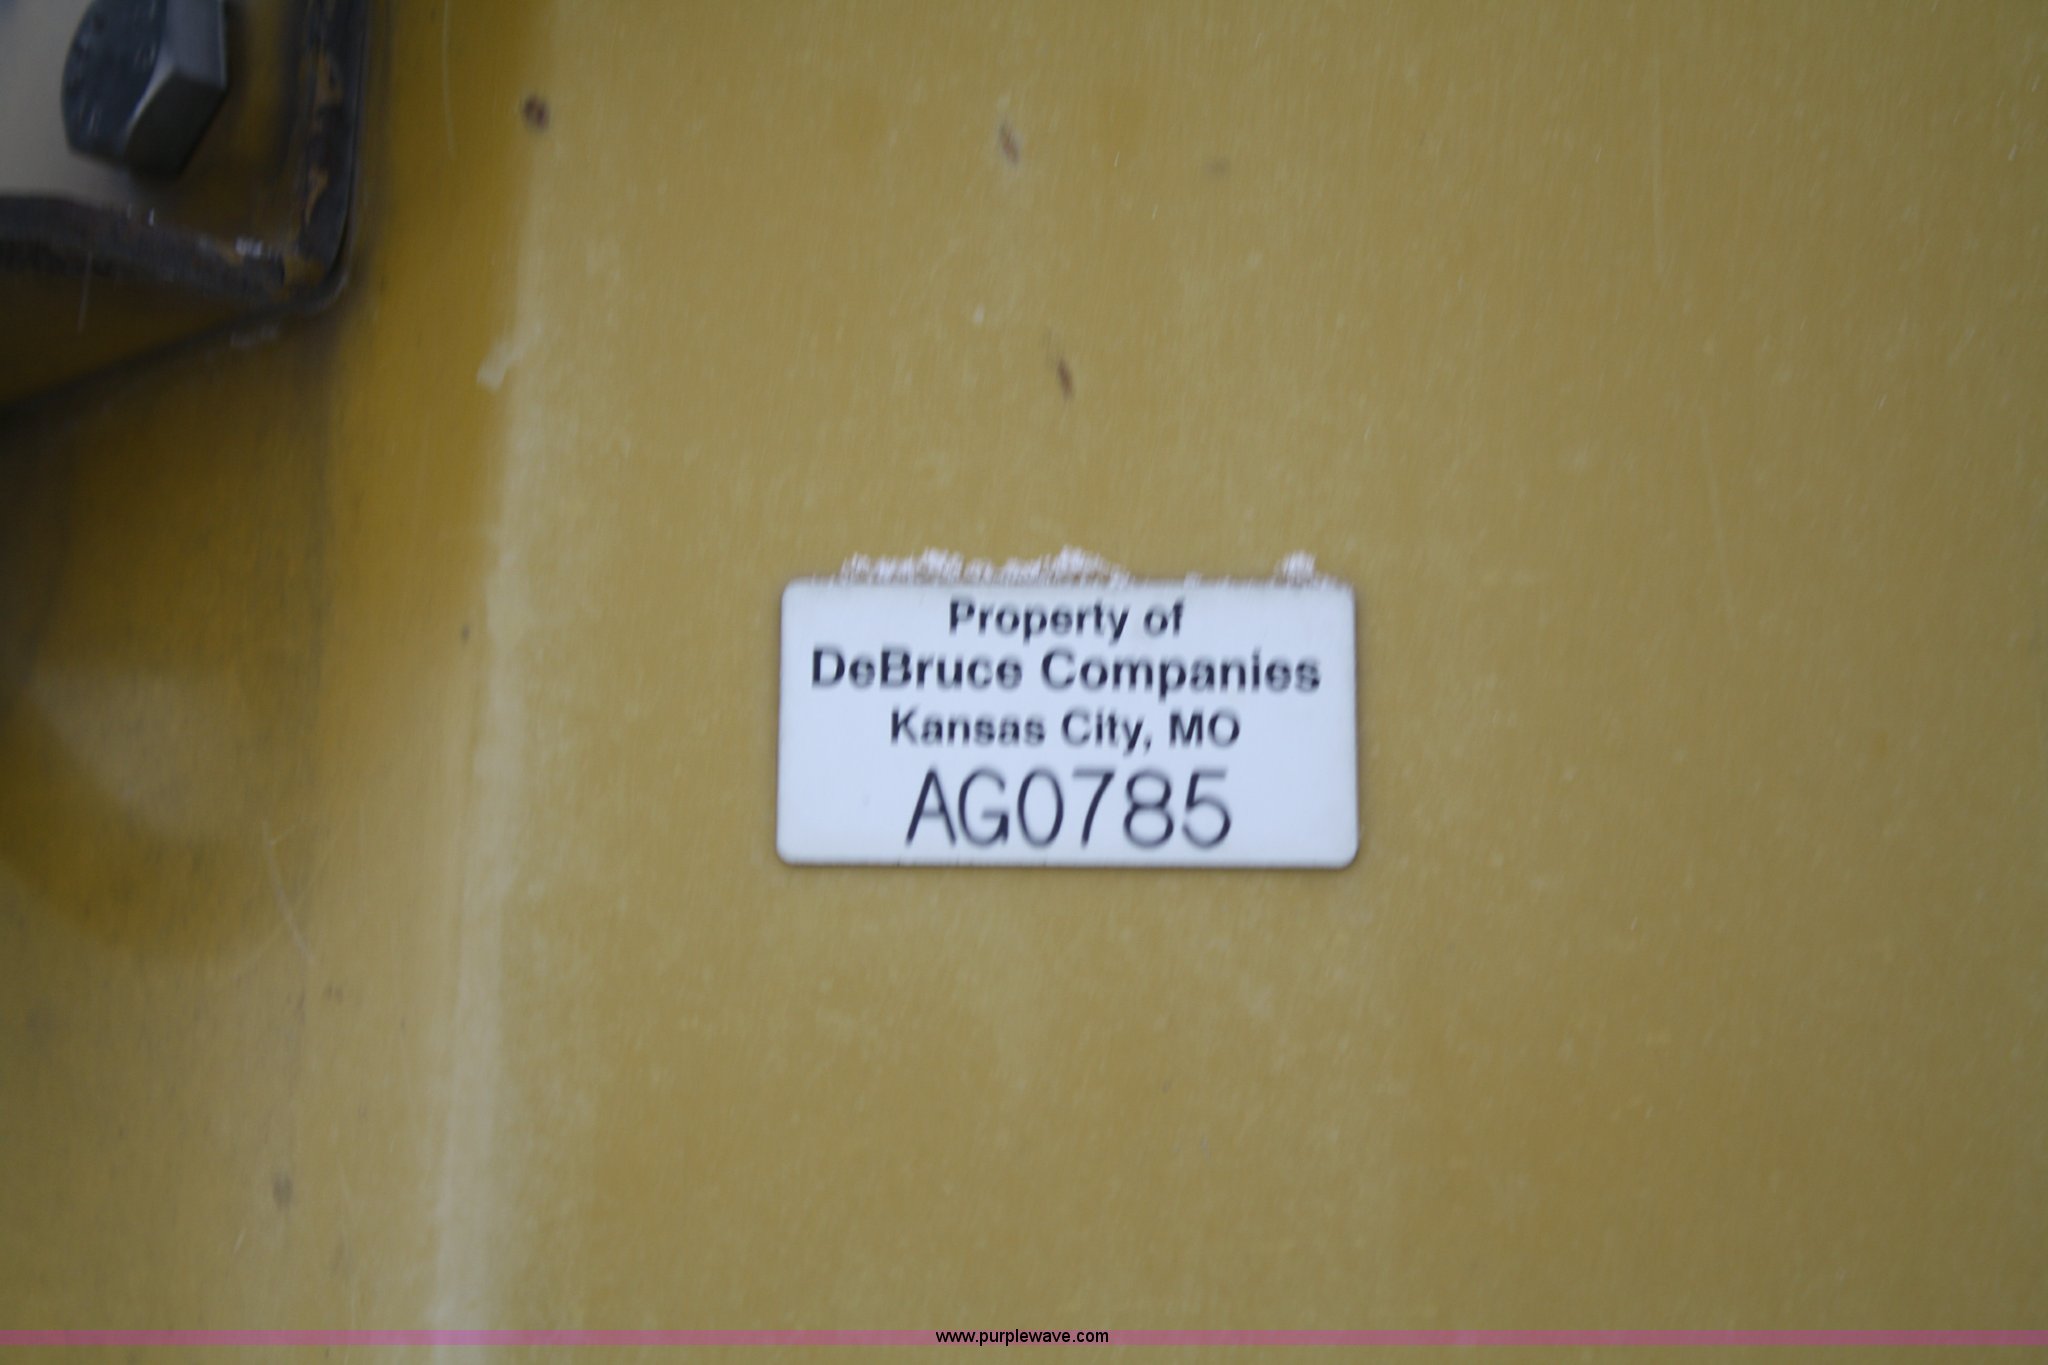 Property of
DeBruce Companies
Kansas City, MO
AG0785
www.purplewave.com